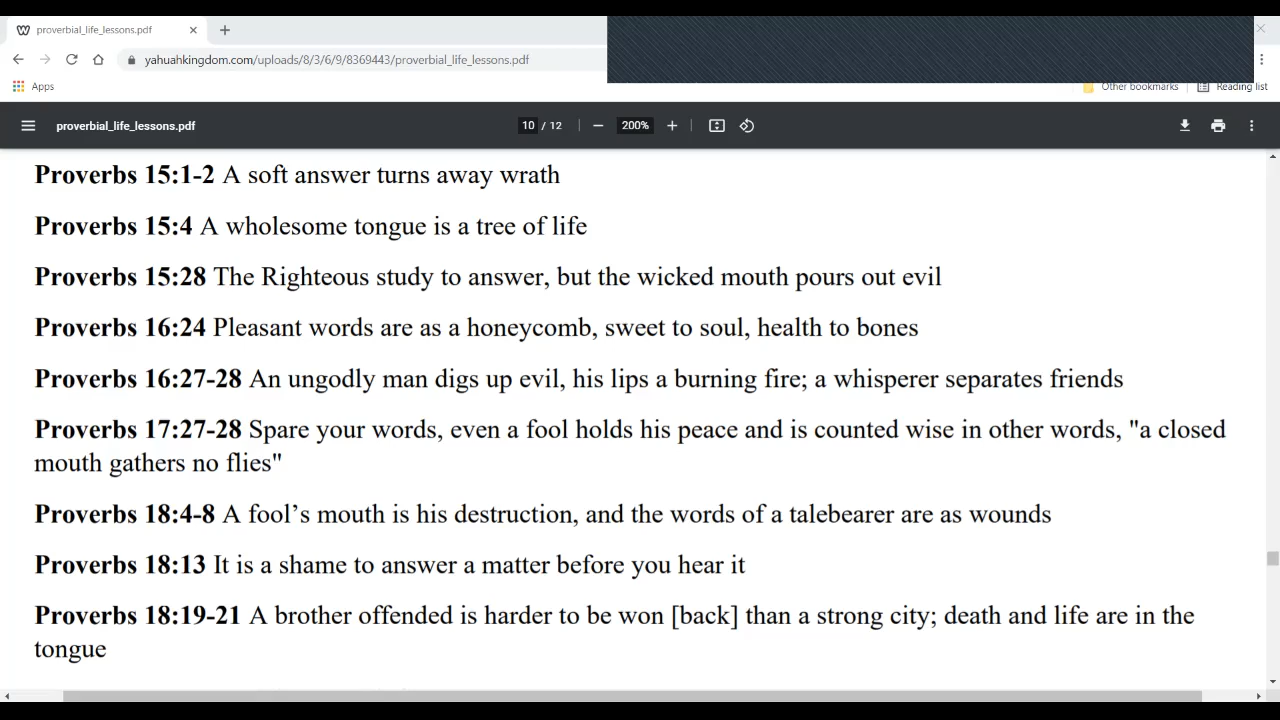 proverbial_life_lessons.pdf
yahuahkingdom.com/uploads/8/3/6/9/8369443/proverbial_life_lessons.pdf
Apps
Other bookmarks
Reading list
proverbial_life_lessons.pdf
10 / 12
200%
Proverbs 15:1-2 A soft answer turns away wrath
Proverbs 15:4 A wholesome tongue is a tree of life
Proverbs 15:28 The Righteous study to answer, but the wicked mouth pours out evil
Proverbs 16:24 Pleasant words are as a honeycomb, sweet to soul, health to bones
Proverbs 16:27-28 An ungodly man digs up evil, his lips a burning fire; a whisperer separates friends
Proverbs 17:27-28 Spare your words, even a fool holds his peace and is counted wise in other words, "a closed
mouth gathers no flies"
Proverbs 18:4-8 A fool’s mouth is his destruction, and the words of a talebearer are as wounds
Proverbs 18:13 It is a shame to answer a matter before you hear it
Proverbs 18:19-21 A brother offended is harder to be won [back] than a strong city; death and life are in the
tongue